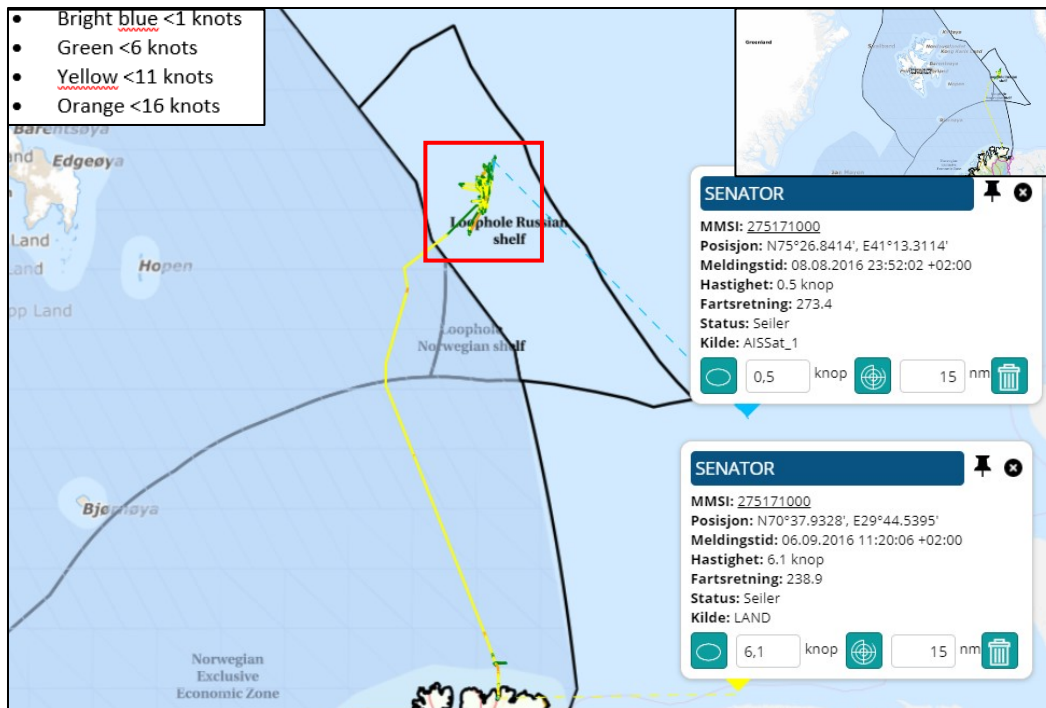 Bright blue <1 knots
Green <6 knots
Yellow <11 knots
Orange <16 knots
Greenland
Barentsøya
Edgeøya
Land
Land
Hopen
op Land
Loophole Russian
shelf
Loophole
Norwegian shelf
Bjørnøya
Norwegian
Exclusive
Economic Zone
SENATOR
MMSI: 275171000
Posisjon: N75°26.8414', E41°13.3114'
Meldingstid: 08.08.2016 23:52:02 +02:00
Hastighet: 0.5 knop
Fartsretning: 273.4
Status: Seiler
Kilde: AISSat_1
0,5 knop 15 nm
SENATOR
MMSI: 275171000
Posisjon: N70°37.9328', E29°44.5395'
Meldingstid: 06.09.2016 11:20:06 +02:00
Hastighet: 6.1 knop
Fartsretning: 238.9
Status: Seiler
Kilde: LAND
6,1 knop 15 nm